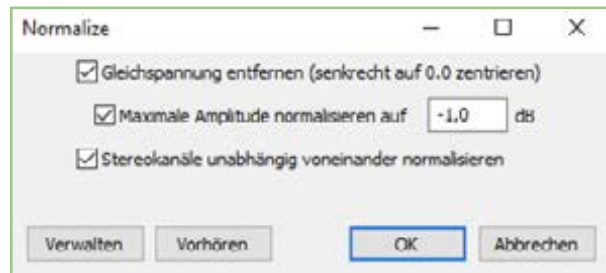 Normalize
Gleichspannung entfernen (senkrecht auf 0.0 zentrieren)
Maximale Amplitude normalisieren auf -1,0 dB
Stereokanäle unabhängig voneinander normalisieren
Verwalten Vorhören OK Abbrechen